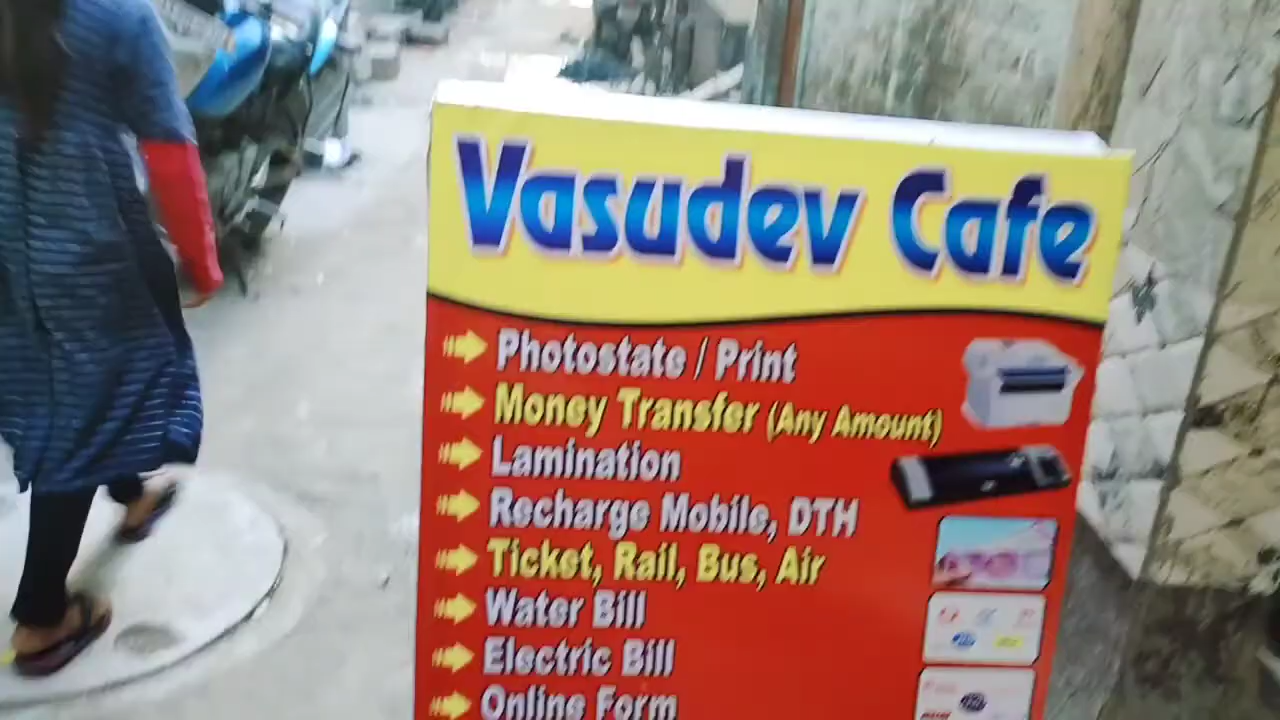 Vasudev Cafe
Photostate / Print
Money Transfer (Any Amount)
Lamination
Recharge Mobile, DTH
Ticket, Rail, Bus, Air
Water Bill
Electric Bill
Online Form